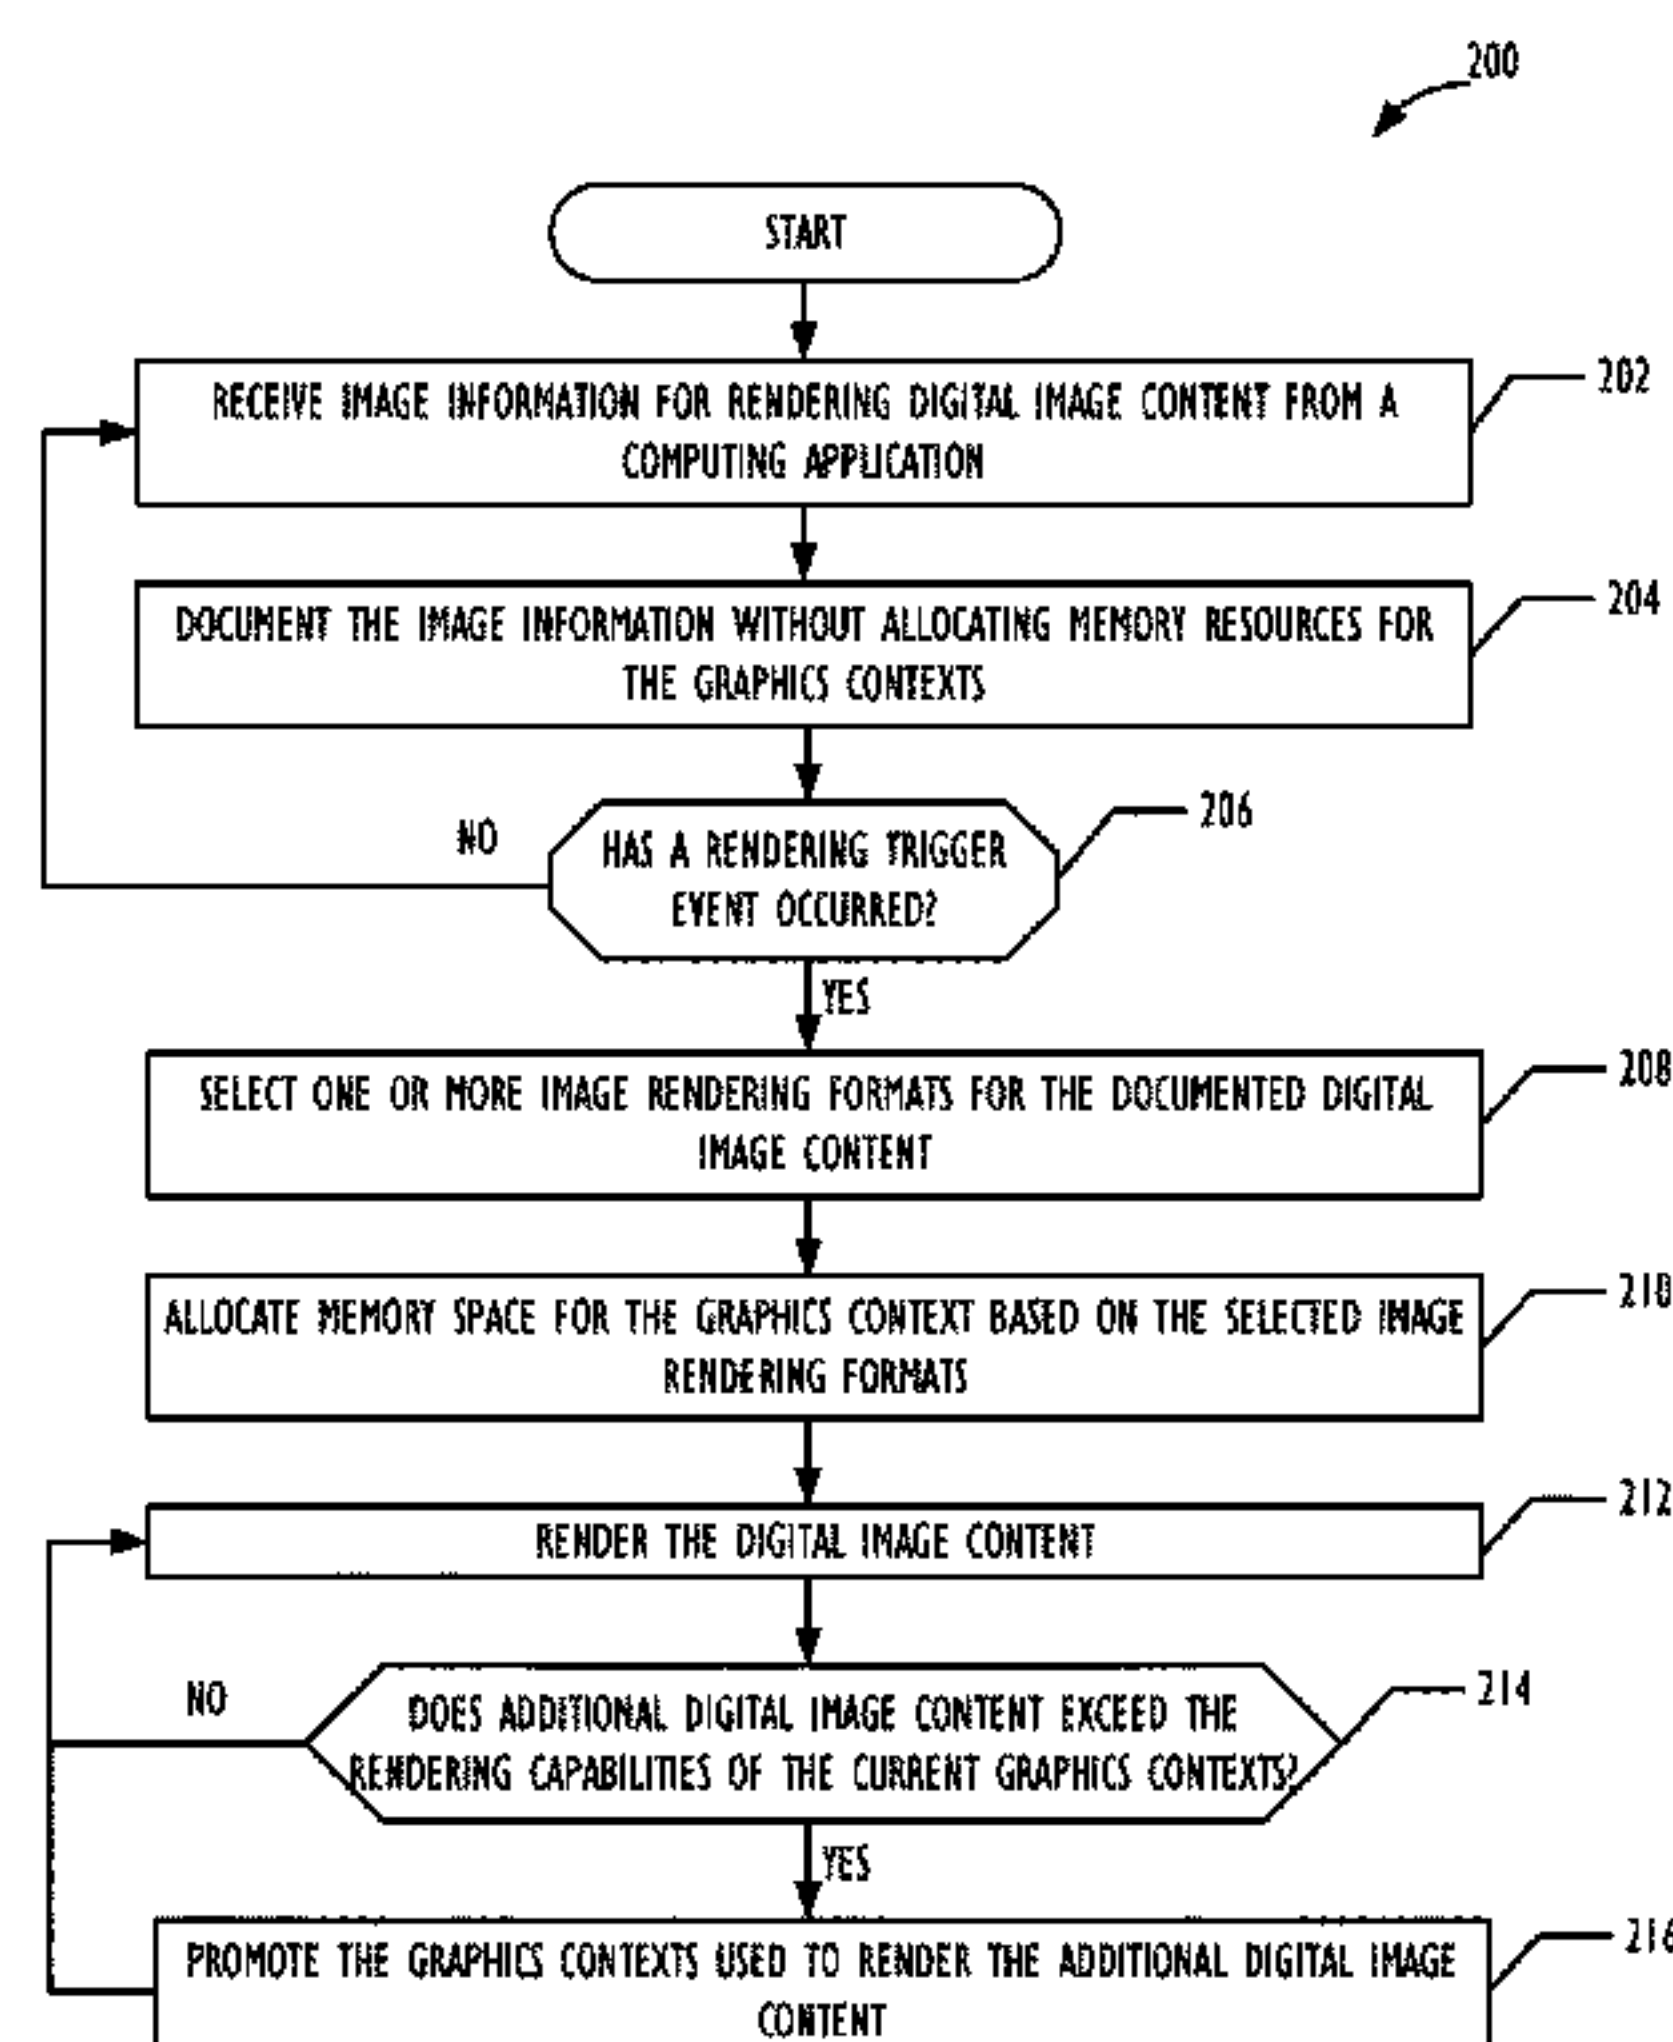 200
START
RECEIVE IMAGE INFORMATION FOR RENDERING DIGITAL IMAGE CONTENT FROM A
COMPUTING APPLICATION
202
DOCUMENT THE IMAGE INFORMATION WITHOUT ALLOCATING MEMORY RESOURCES FOR
THE GRAPHICS CONTEXTS
204
NO
HAS A RENDERING TRIGGER
EVENT OCCURRED?
206
YES
SELECT ONE OR MORE IMAGE RENDERING FORMATS FOR THE DOCUMENTED DIGITAL
IMAGE CONTENT
208
ALLOCATE MEMORY SPACE FOR THE GRAPHICS CONTEXT BASED ON THE SELECTED IMAGE
RENDERING FORMATS
210
RENDER THE DIGITAL IMAGE CONTENT
212
NO
DOES ADDITIONAL DIGITAL IMAGE CONTENT EXCEED THE
RENDERING CAPABILITIES OF THE CURRENT GRAPHICS CONTEXTS?
214
YES
PROMOTE THE GRAPHICS CONTEXTS USED TO RENDER THE ADDITIONAL DIGITAL IMAGE
CONTENT
216